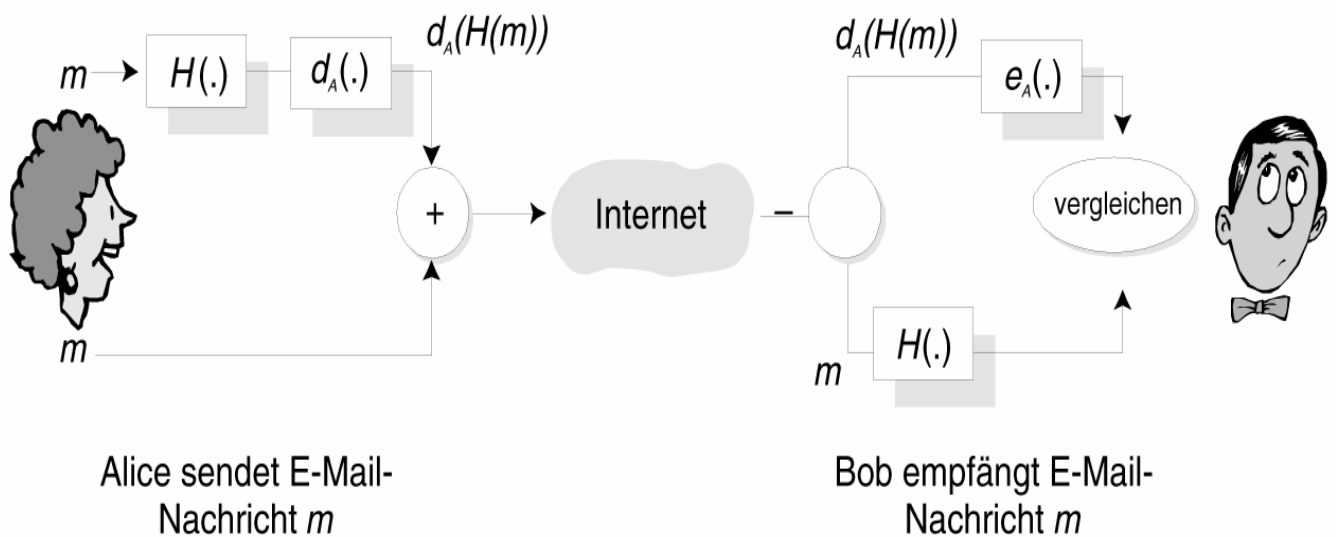 d_A(H(m))
d_A(H(m))
m
H(.)
d_A(.)
e_A(.)
+
Internet
–
vergleichen
m
m
H(.)
Alice sendet E-Mail-
Nachricht m
Bob empfängt E-Mail-
Nachricht m